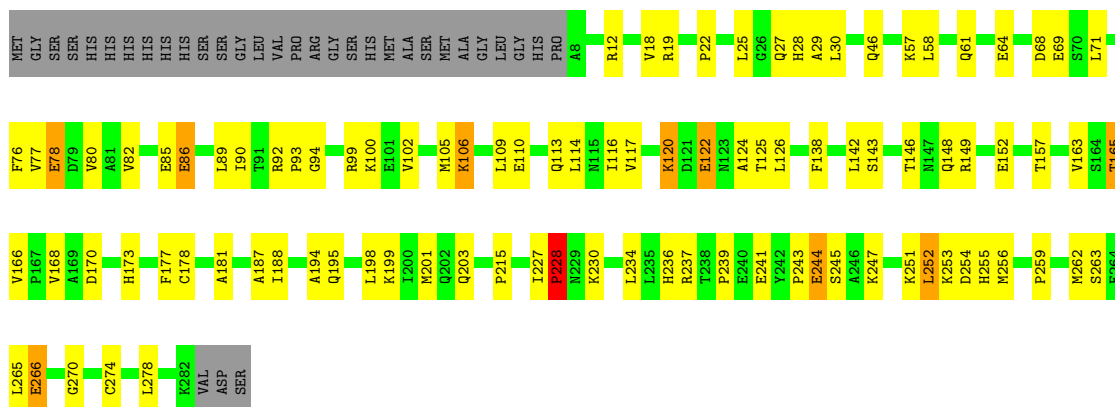 MET GLY SER SER HIS HIS HIS HIS HIS HIS SER SER GLY LEU VAL PRO ARG GLY SER HIS MET ALA SER MET ALA GLY LEU GLY HIS PRO A8 R12 V18 R19 P22 L25 G26 Q27 H28 A29 L30 Q46 K57 L58 Q61 E64 D68 E69 S70 L71
F76 V77 E78 D79 V80 A81 V82 E85 E86 L89 I90 T91 R92 P93 G94 R99 K100 E101 V102 M105 K106 L109 E110 Q113 L114 N115 I116 V117 K120 D121 E122 N123 A124 T125 L126 F138 L142 S143 T146 N147 Q148 R149 E152 T157 V163 S164 T165
V166 P167 V168 A169 D170 H173 F177 C178 A181 A187 I188 A194 Q195 L198 K199 I200 M201 Q202 Q203 P215 I227 P228 N229 K230 L234 L235 H236 R237 T238 P239 E240 E241 Y242 P243 E244 S245 A246 K247 K251 L252 K253 D254 H255 M256 P259 M262 S263
L265 E266 G270 C274 L278 K282 VAL ASP SER